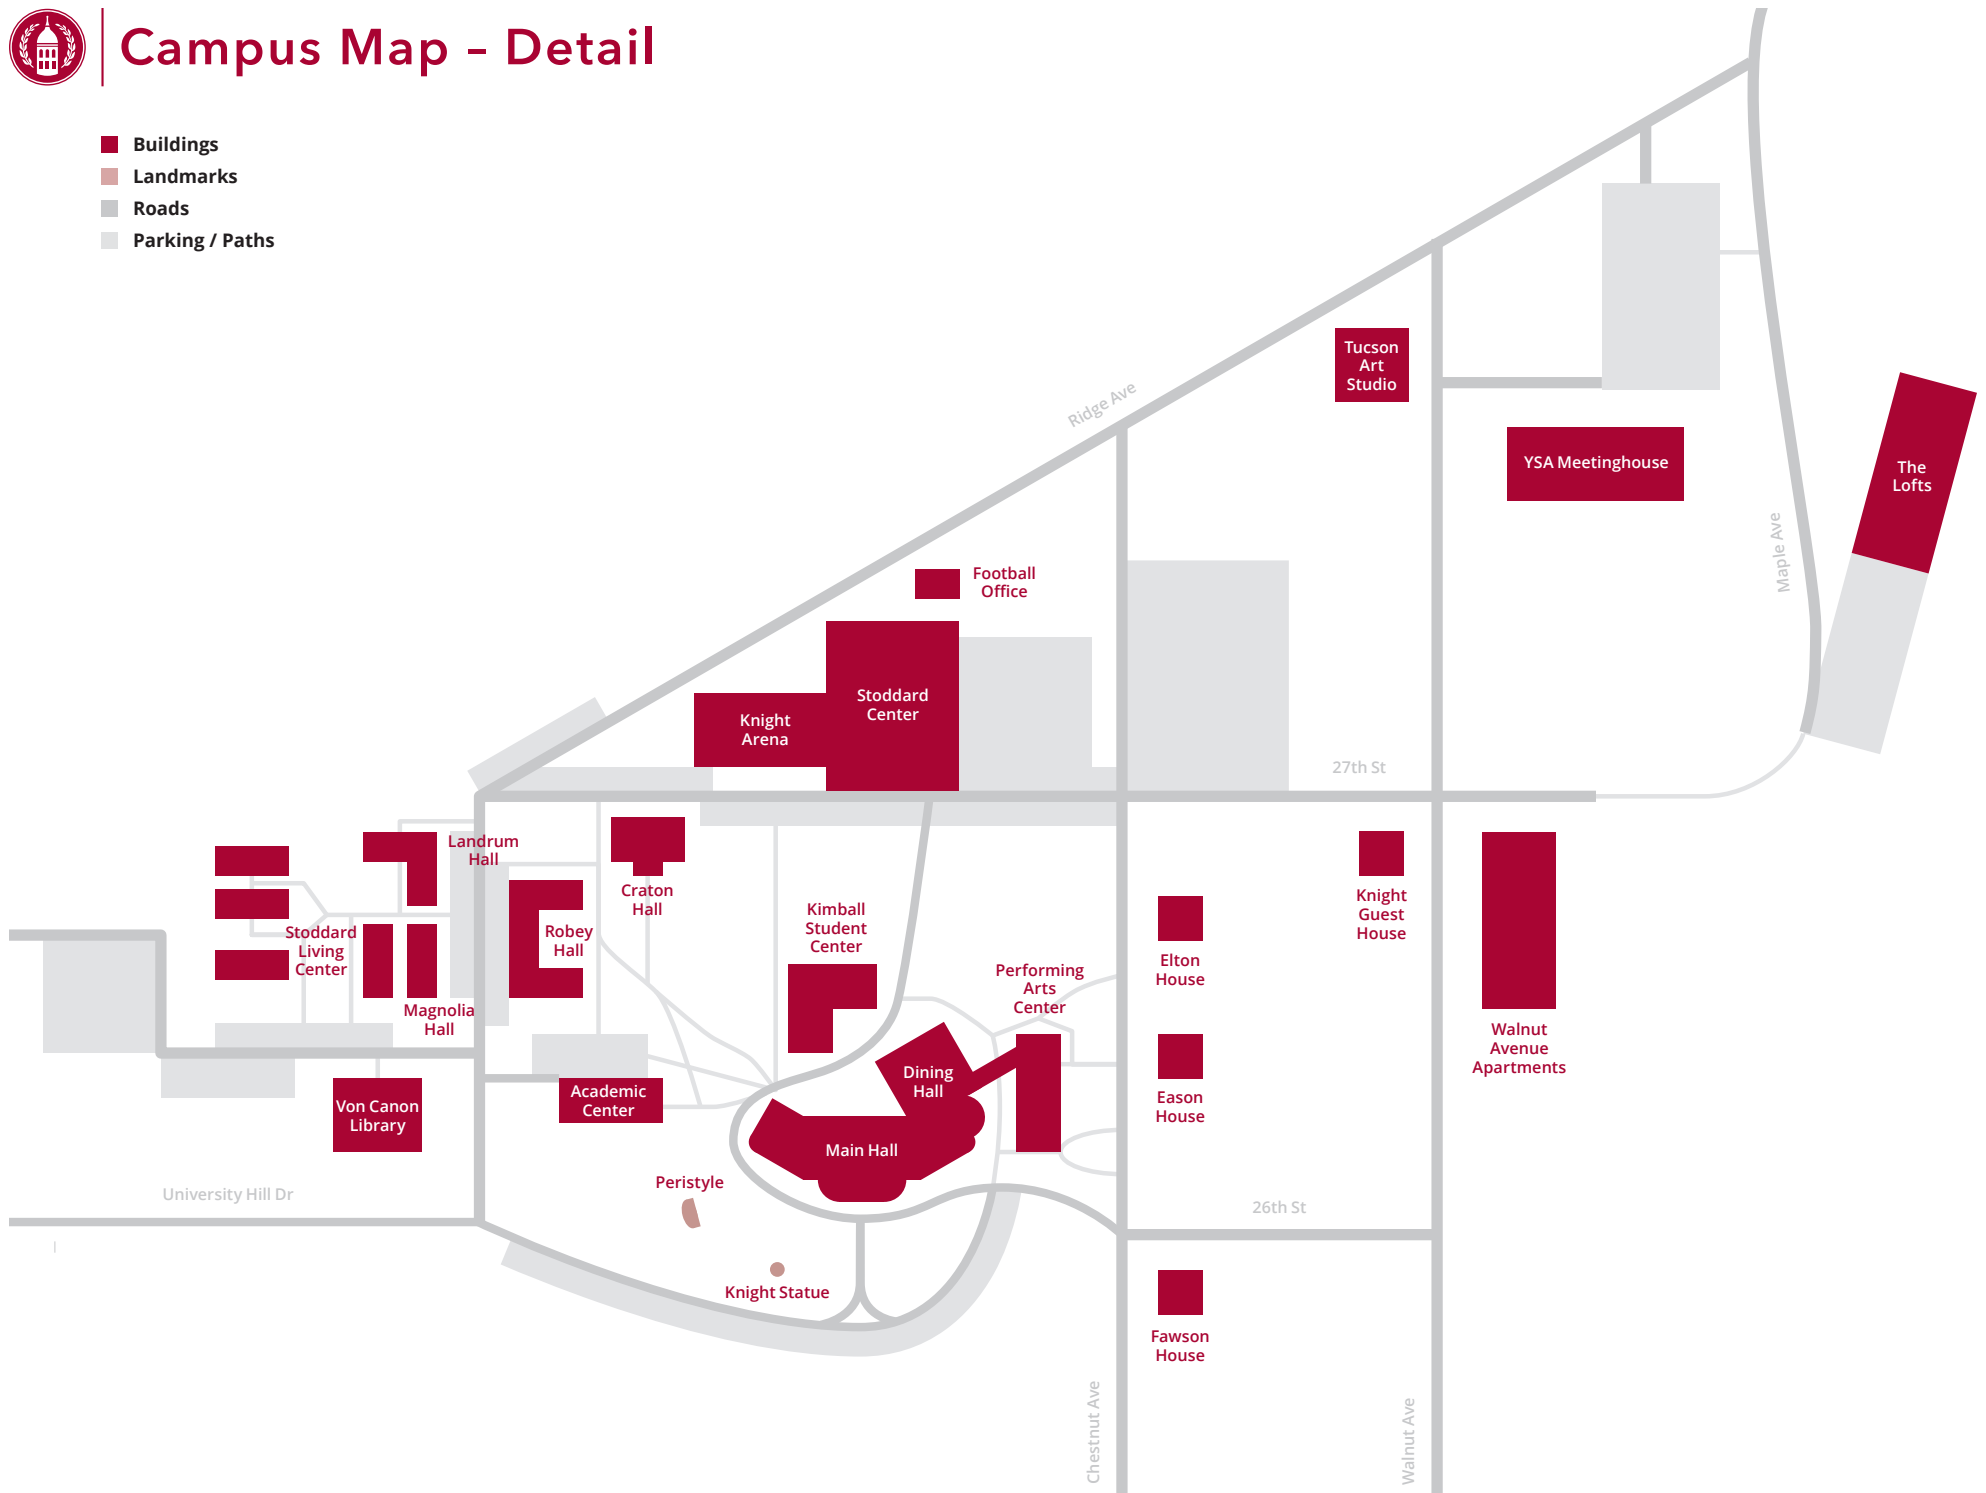 Campus Map – Detail
Buildings
Landmarks
Roads
Parking / Paths
Ridge Ave
Tucson
Art
Studio
YSA Meetinghouse
The
Lofts
Maple Ave
Football
Office
Stoddard
Center
Knight
Arena
27th St
Landrum
Hall
Craton
Hall
Robey
Hall
Kimball
Student
Center
Stoddard
Living
Center
Magnolia
Hall
Performing
Arts
Center
Elton
House
Knight
Guest
House
Walnut
Avenue
Apartments
Dining
Hall
Eason
House
Academic
Center
Von Canon
Library
Main Hall
Peristyle
University Hill Dr
26th St
Knight Statue
Fawson
House
Chestnut Ave
Walnut Ave